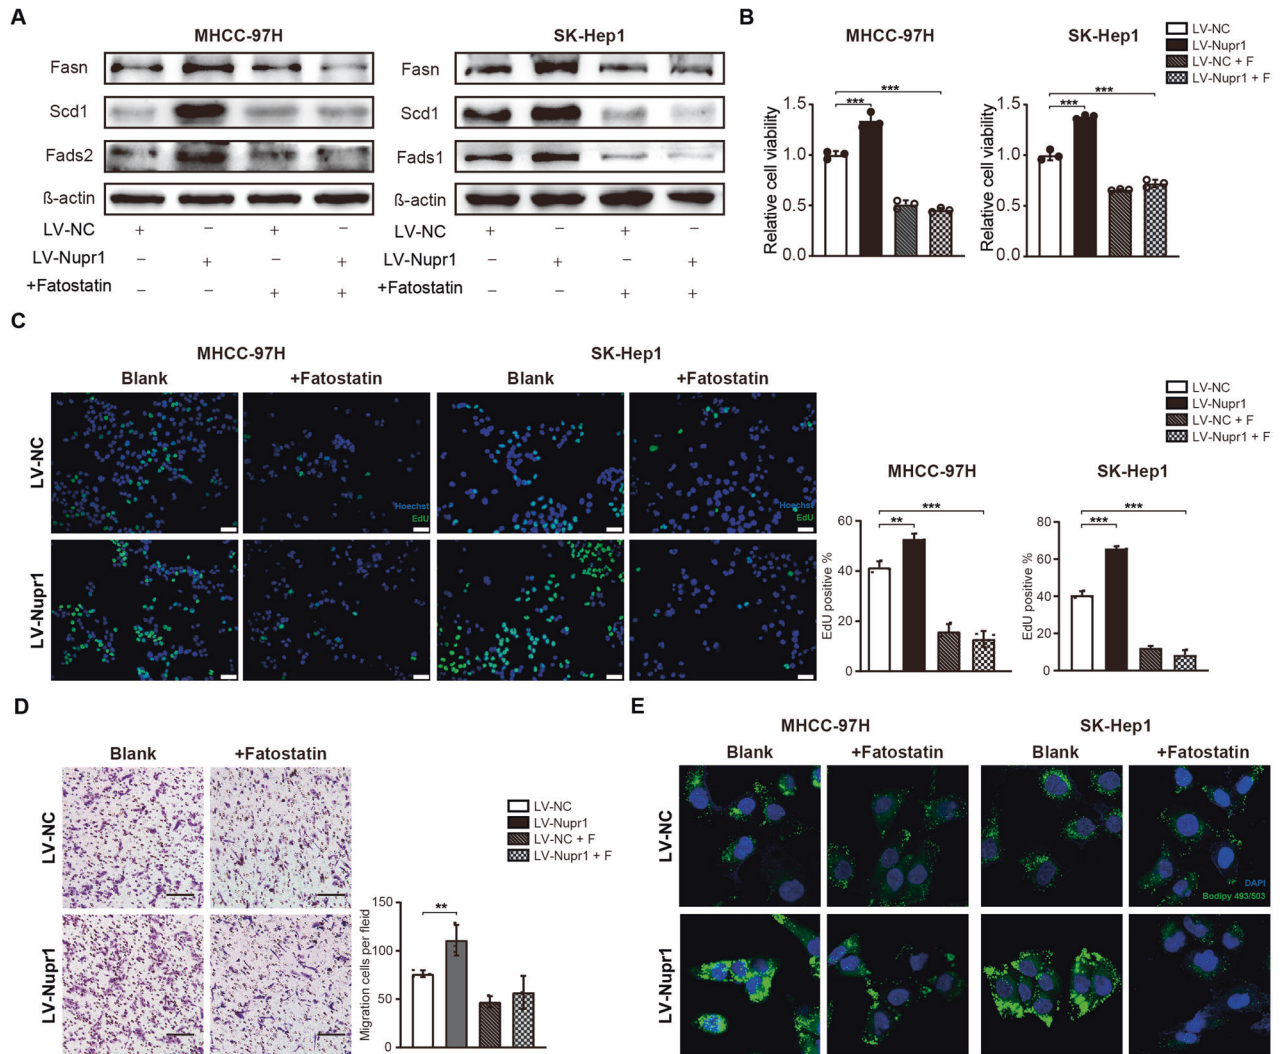 A
MHCC-97H
SK-Hep1
Fasn
Scd1
Fads2
ß-actin
Fasn
Scd1
Fads1
ß-actin
LV-NC + − + −
LV-Nupr1 − + − +
+Fatostatin − − + +
LV-NC + − + −
LV-Nupr1 − + − +
+Fatostatin − − + +
B
LV-NC
LV-Nupr1
LV-NC + F
LV-Nupr1 + F
MHCC-97H
SK-Hep1
***
***
1.5
1.0
0.5
0.0
Relative cell viability
***
***
1.5
1.0
0.5
0.0
Relative cell viability
C
MHCC-97H
SK-Hep1
Blank
+Fatostatin
Blank
+Fatostatin
LV-NC
LV-Nupr1
Hoechst
EdU
Hoechst
EdU
LV-NC
LV-Nupr1
LV-NC + F
LV-Nupr1 + F
MHCC-97H
SK-Hep1
***
**
60
40
20
0
EdU positive %
***
***
80
60
40
20
0
EdU positive %
D
Blank
+Fatostatin
LV-NC
LV-Nupr1
LV-NC
LV-Nupr1
LV-NC + F
LV-Nupr1 + F
**
150
100
50
0
Migration cells per fleid
E
MHCC-97H
SK-Hep1
Blank
+Fatostatin
Blank
+Fatostatin
LV-NC
LV-Nupr1
DAPI
Bodipy 493/503